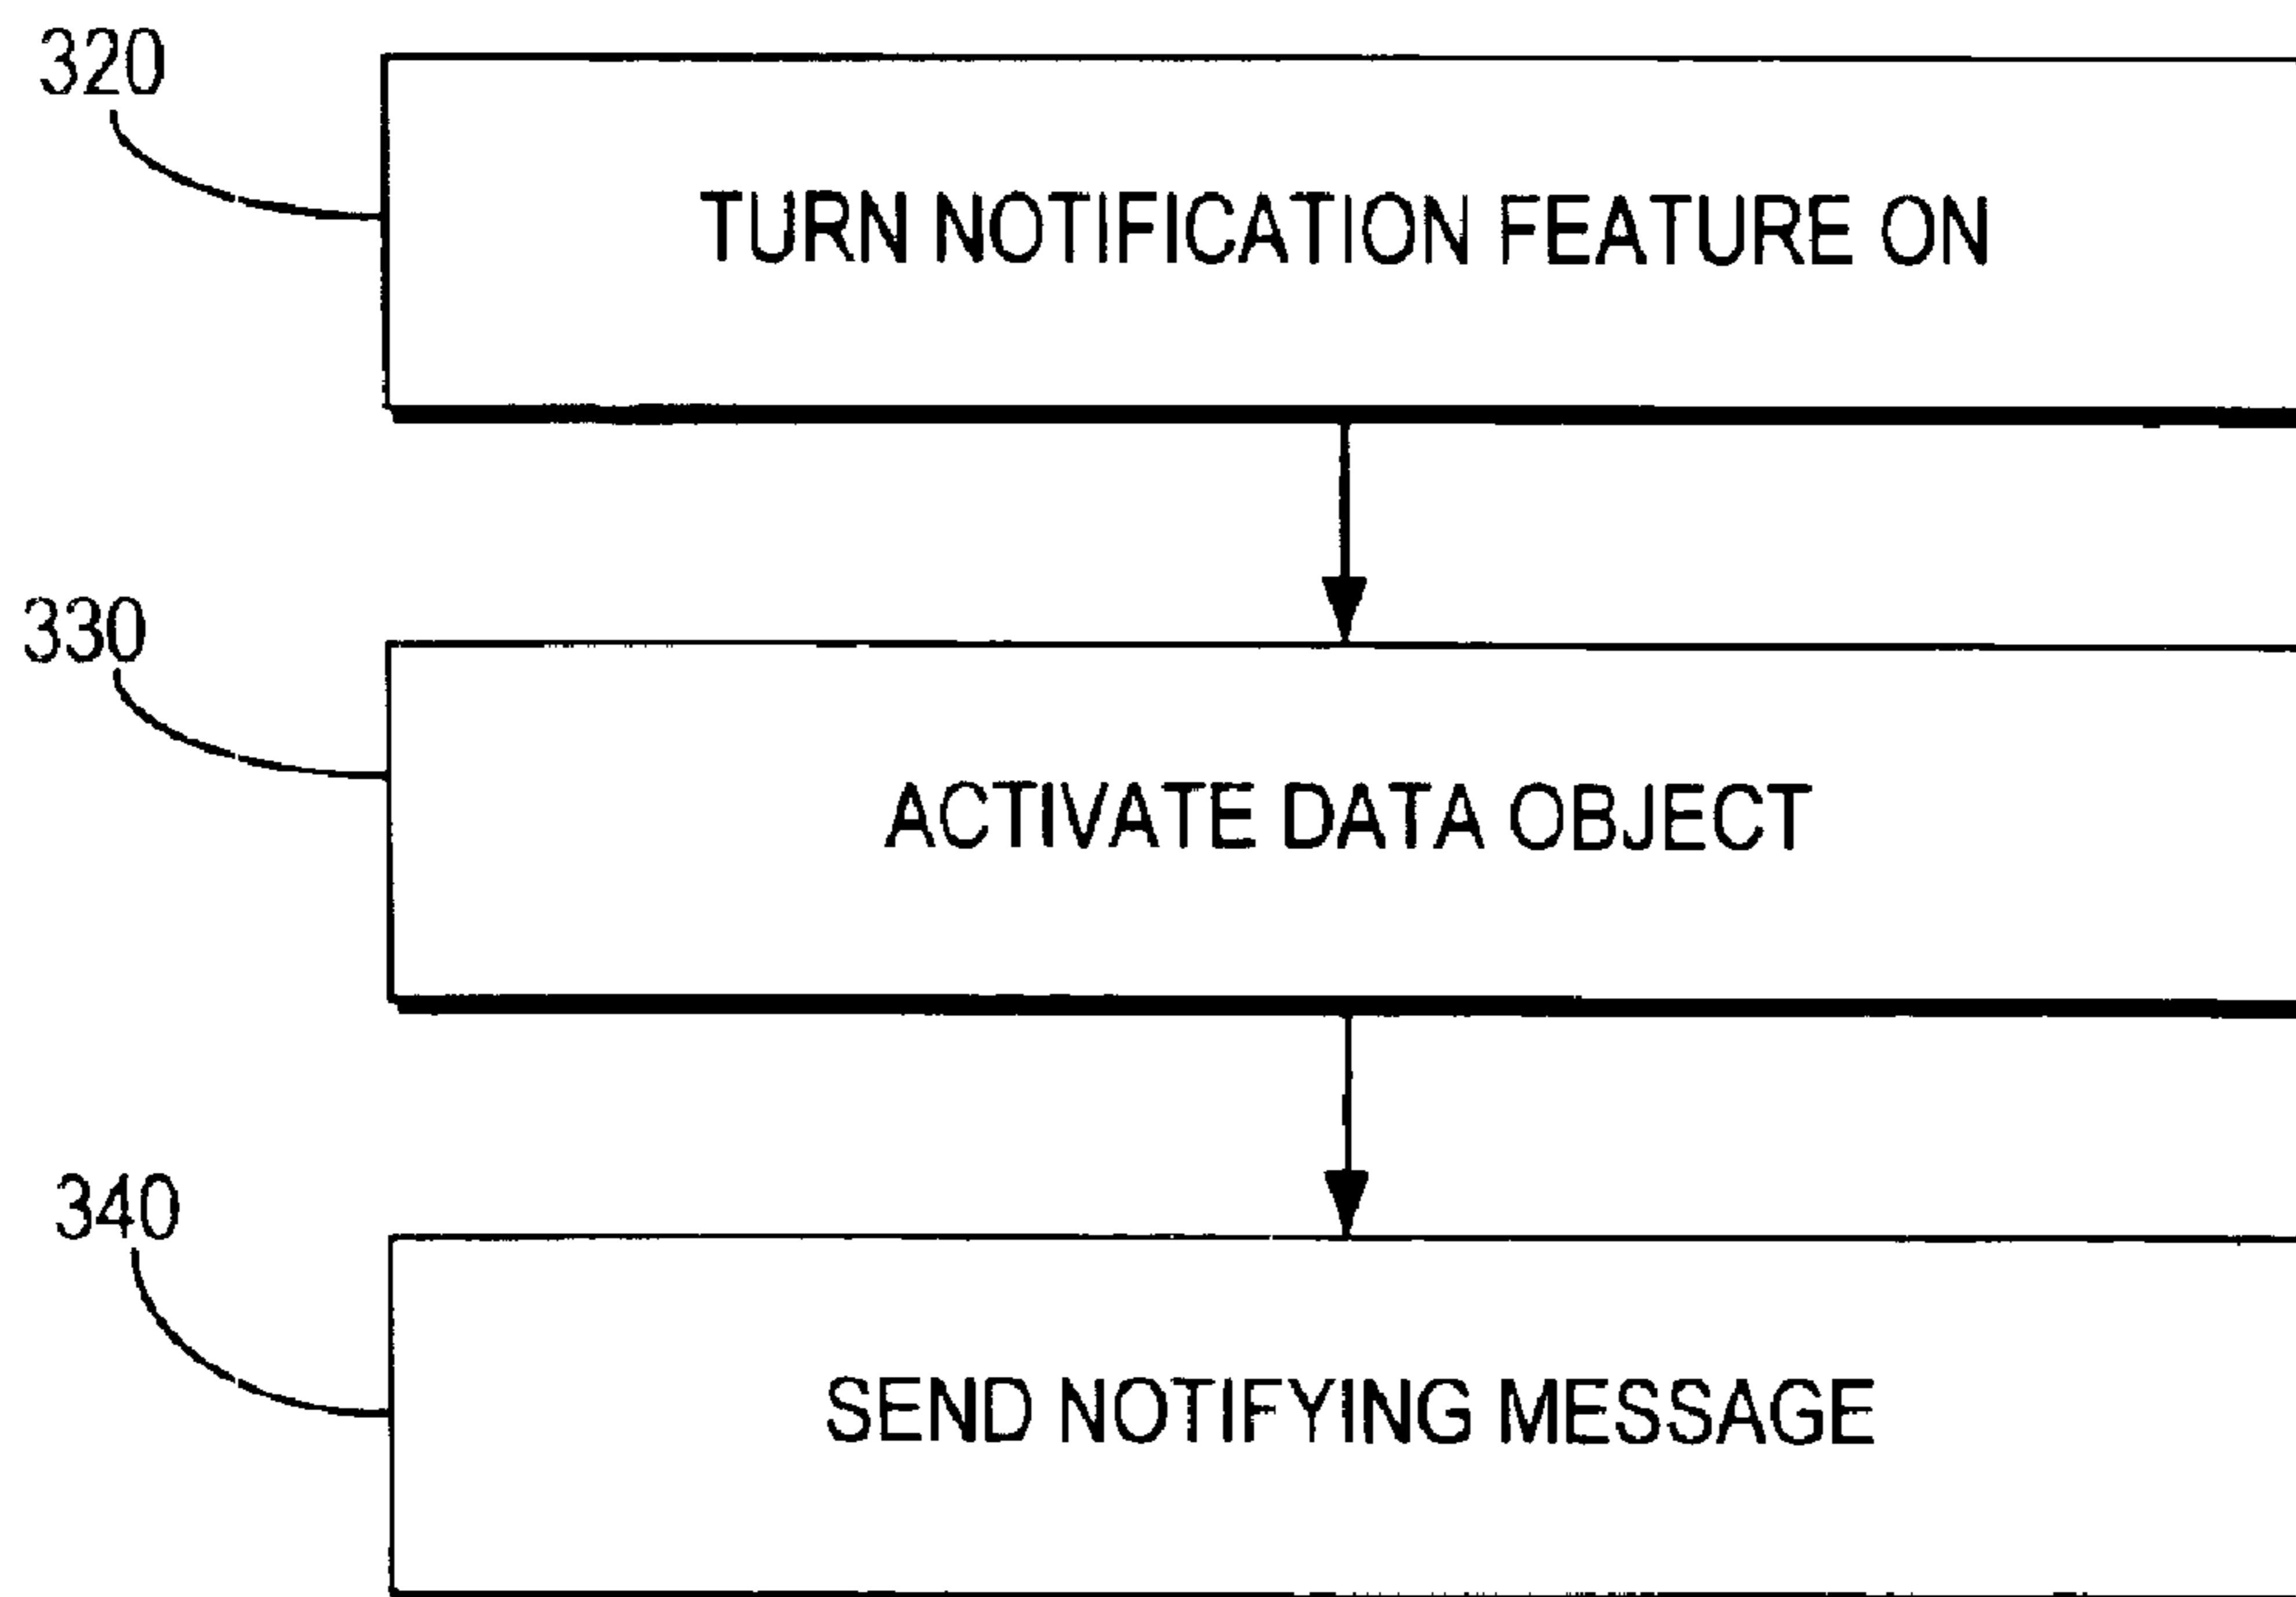 320
TURN NOTIFICATION FEATURE ON
330
ACTIVATE DATA OBJECT
340
SEND NOTIFYING MESSAGE